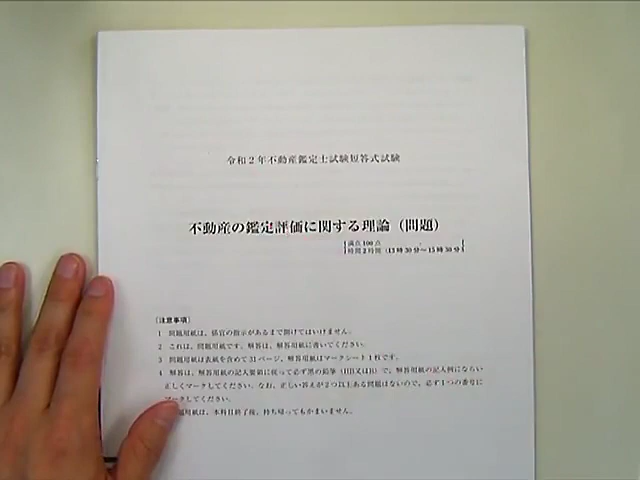 令和2年不動産鑑定士試験短答式試験
不動産の鑑定評価に関する理論（問題）
満点100点
時間2時間（13時30分〜15時30分）
〔注意事項〕
1 問題用紙は、係官の指示があるまで開けてはいけません。
2 これは、問題用紙です。解答は、解答用紙に書いてください。
3 問題用紙は表紙を含めて31ページ、解答用紙はマークシート1枚です。
4 解答は、解答用紙の記入要領に従って必ず黒の鉛筆（HB又はB）で、解答用紙の記入例にならい
正しくマークしてください。なお、正しい答えが2つ以上ある問題はないので、必ず1つの番号に
マークしてください。
題用紙は、本科目終了後、持ち帰ってもかまいません。